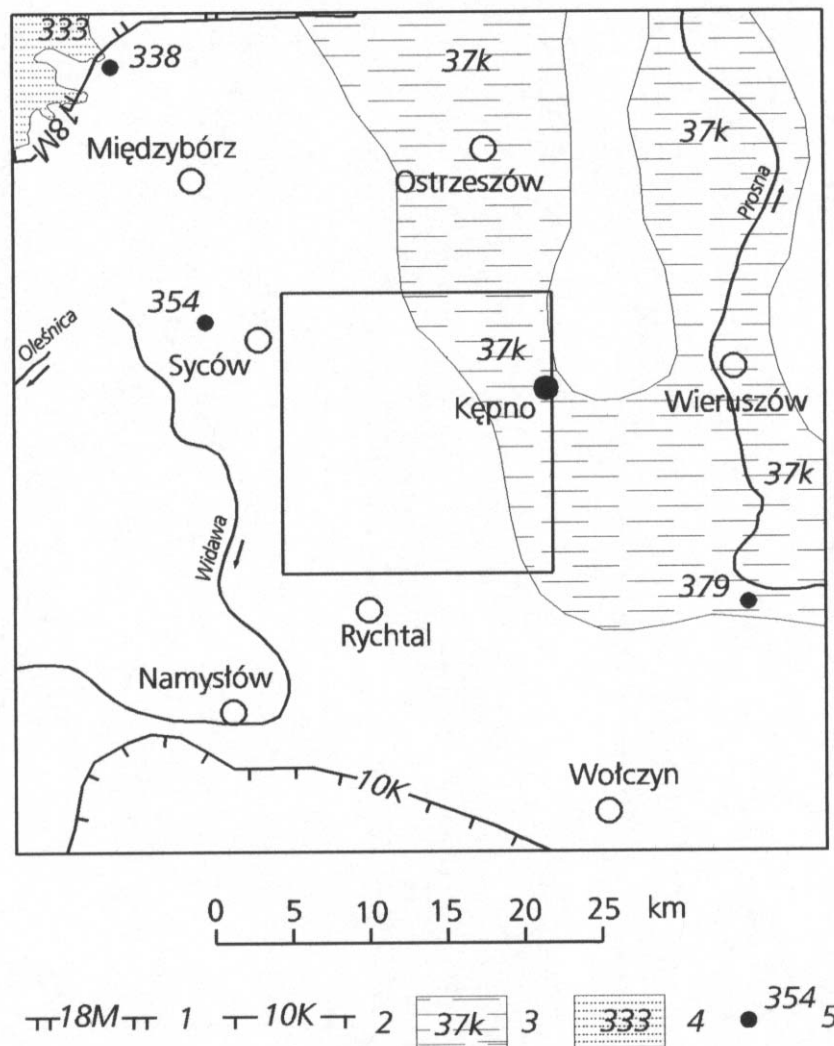 333
338
18M
37k
37k
Międzybórz
Ostrzeszów
Prosna
354
Oleśnica
Syców
37k
Kępno
Wieruszów
37k
Widawa
379
Rychtal
Namysłów
10K
Wołczyn
0 5 10 15 20 25 km
18M 1 10K 2 37k 3 333 4 354 5